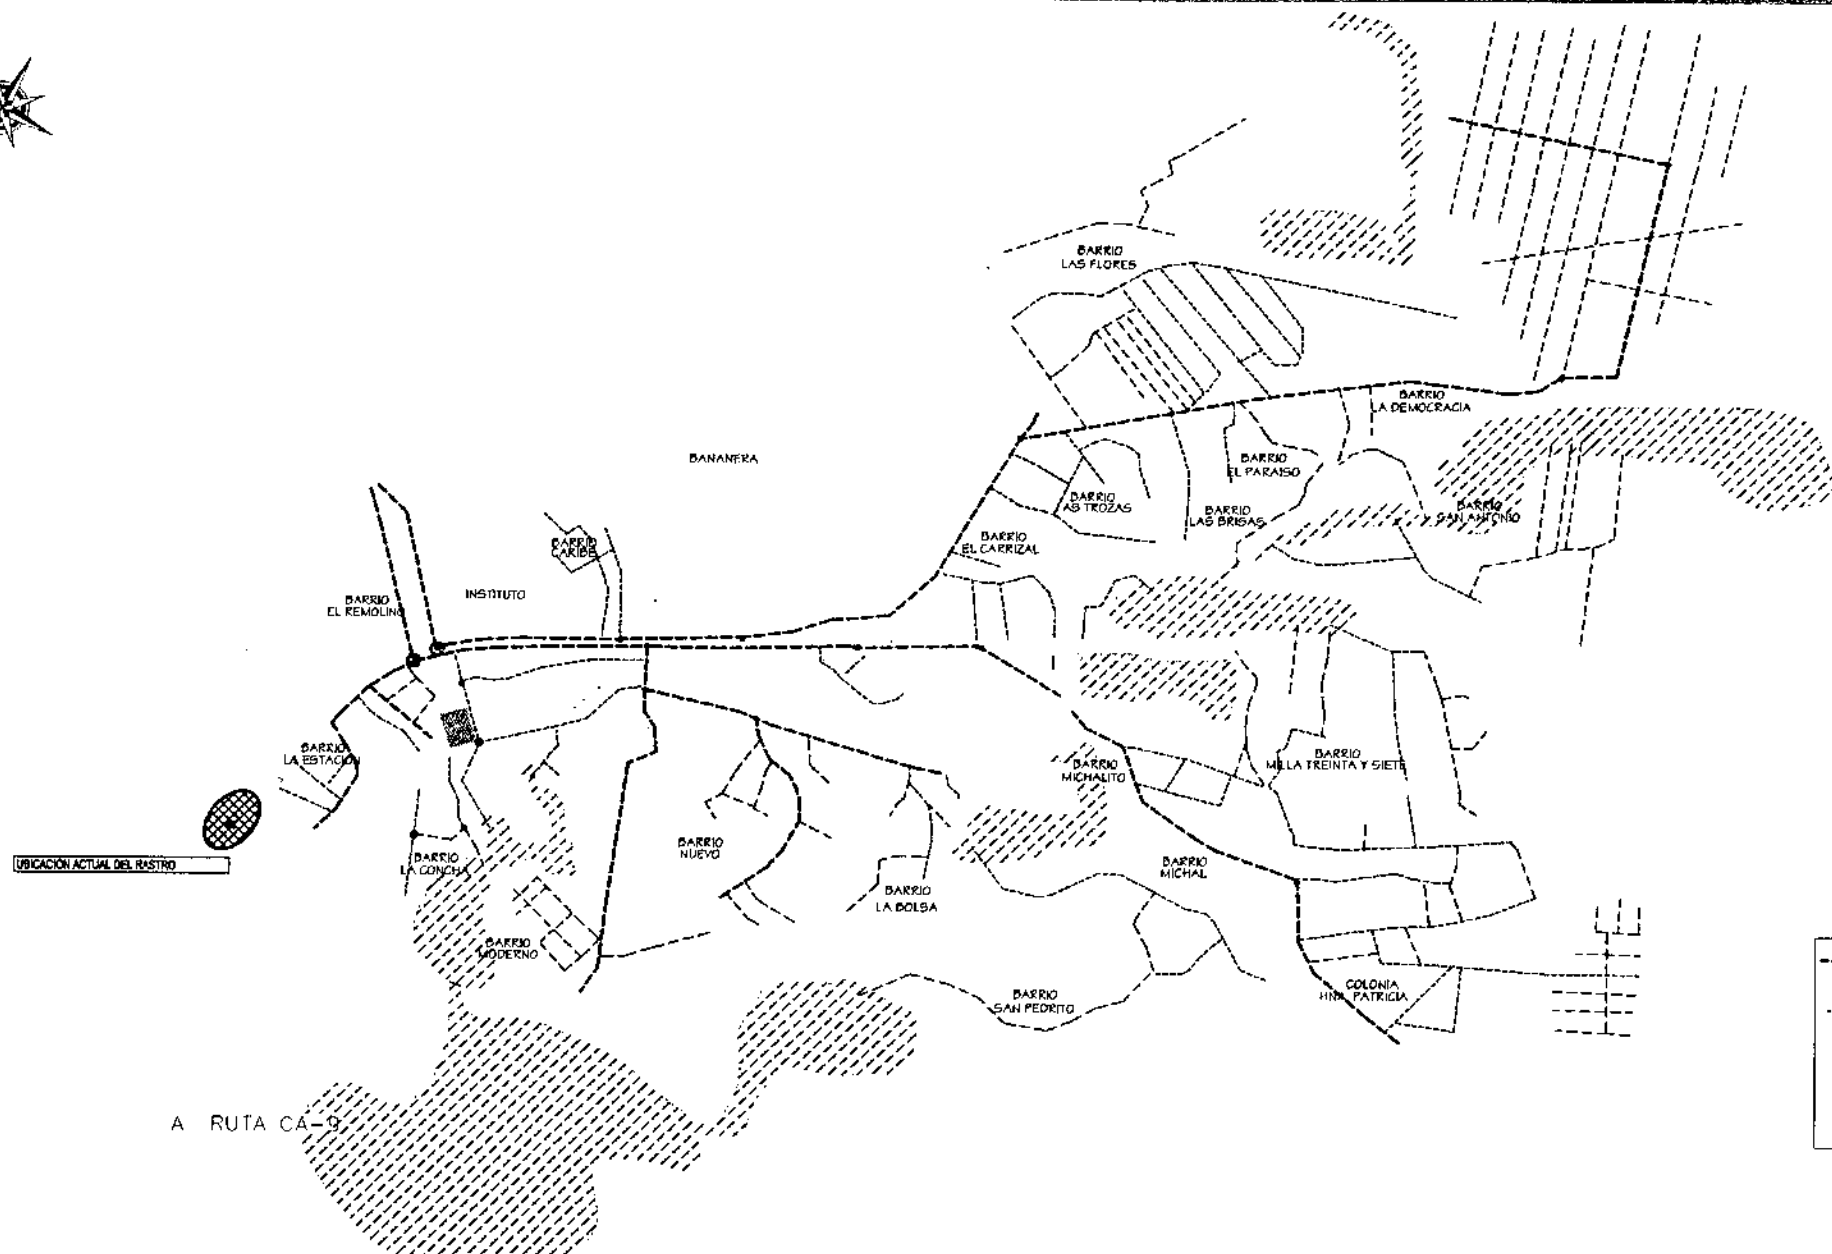 BARRIO
LAS FLORES
BARRIO
LA DEMOCRACIA
BANANERA
BARRIO
EL PARAISO
BARRIO
AS TROZAS
BARRIO
LAS BRISAS
BARRIO
SAN ANTONIO
BARRIO
EL CARRIZAL
BARRIO
CARIBE
INSTITUTO
BARRIO
EL REMOLINO
BARRIO
LA ESTACION
BARRIO
MICHALITO
BARRIO
MILLA TREINTA Y SIETE
UBICACIÓN ACTUAL DEL RASTRO
BARRIO
LA CONCHA
BARRIO
NUEVO
BARRIO
MICHAL
BARRIO
LA BOLSA
BARRIO
MODERNO
BARRIO
SAN PEDRITO
COLONIA
PATRICIA
A RUTA CA-9